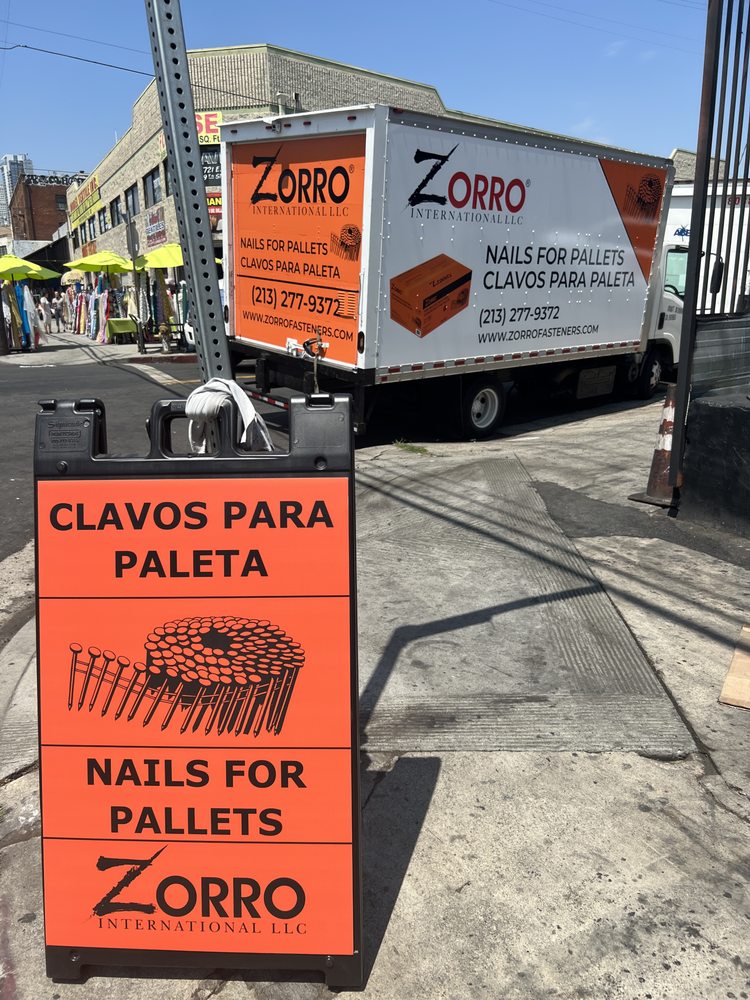 CLAVOS PARA
PALETA
NAILS FOR
PALLETS
ZORRO
INTERNATIONAL LLC
ZORRO®
INTERNATIONAL LLC
NAILS FOR PALLETS
CLAVOS PARA PALETA
(213) 277-9372
WWW.ZORROFASTENERS.COM
ZORRO®
INTERNATIONAL LLC
NAILS FOR PALLETS
CLAVOS PARA PALETA
(213) 277-9372
WWW.ZORROFASTENERS.COM
SE